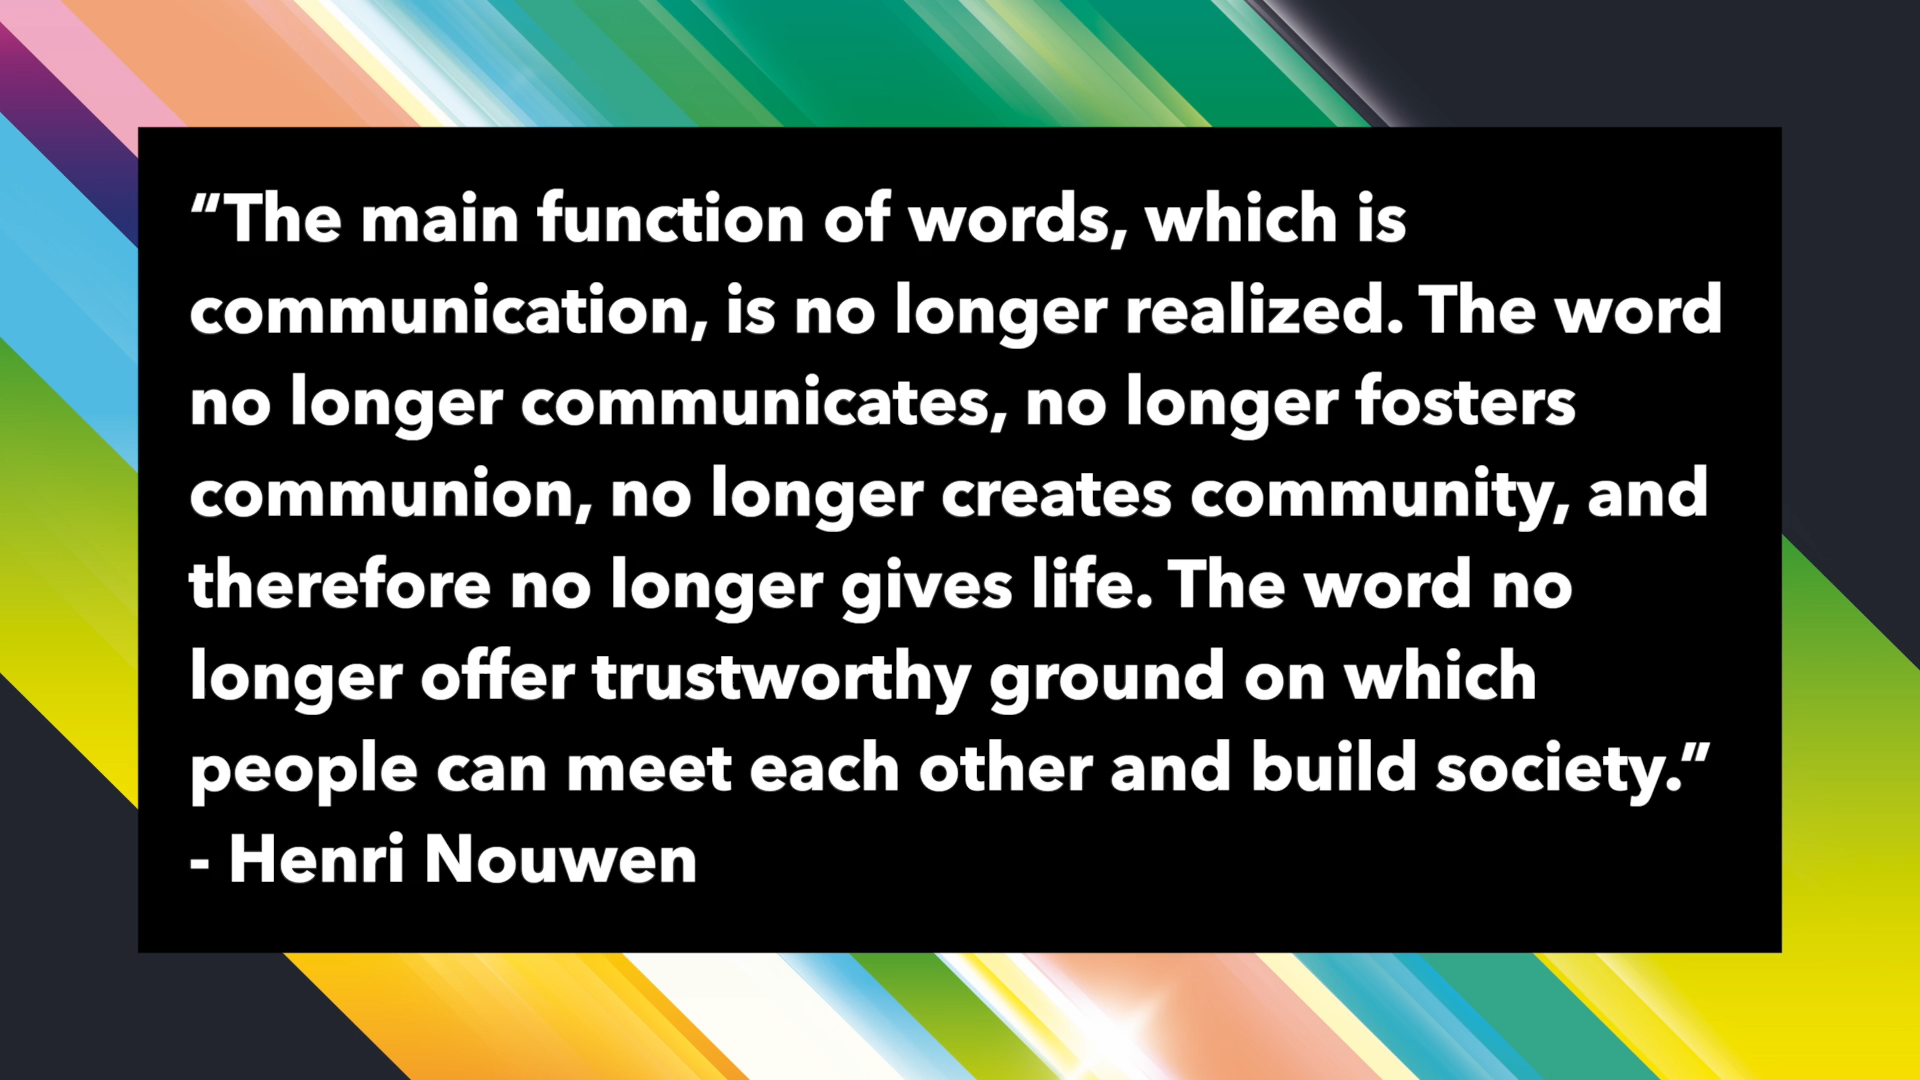 “The main function of words, which is
communication, is no longer realized. The word
no longer communicates, no longer fosters
communion, no longer creates community, and
therefore no longer gives life. The word no
longer offer trustworthy ground on which
people can meet each other and build society.”
- Henri Nouwen